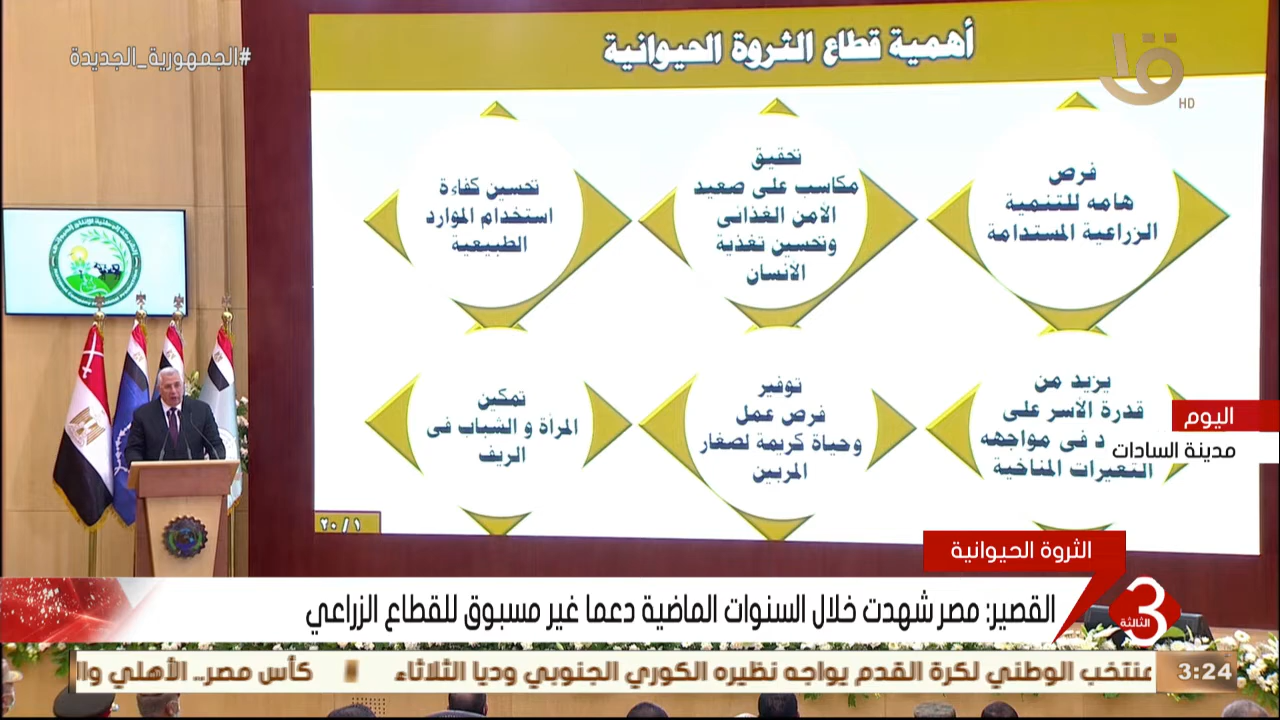 #الجمهورية_الجديدة
أهمية قطاع الثروة الحيوانية
HD
فرص
هامه للتنمية
الزراعية المستدامة
تحقيق
مكاسب على صعيد
الأمن الغذائى
وتحسين تغذية
الأنسان
تحسين كفاءة
استخدام الموارد
الطبيعية
يزيد من
قدرة الأسر على
د فى مواجهه
التغيرات المناخية
توفير
فرص عمل
وحياة كريمة لصغار
المربين
تمكين
المرأة و الشباب فى
الريف
٢٠/١
اليوم
مدينة السادات
الثروة الحيوانية
3
الثالثة
القصير: مصر شهدت خلال السنوات الماضية دعما غير مسبوق للقطاع الزراعي
منتخب الوطني لكرة القدم يواجه نظيره الكوري الجنوبي وديا الثلاثاء
كأس مصر.. الأهلي وال
3:24